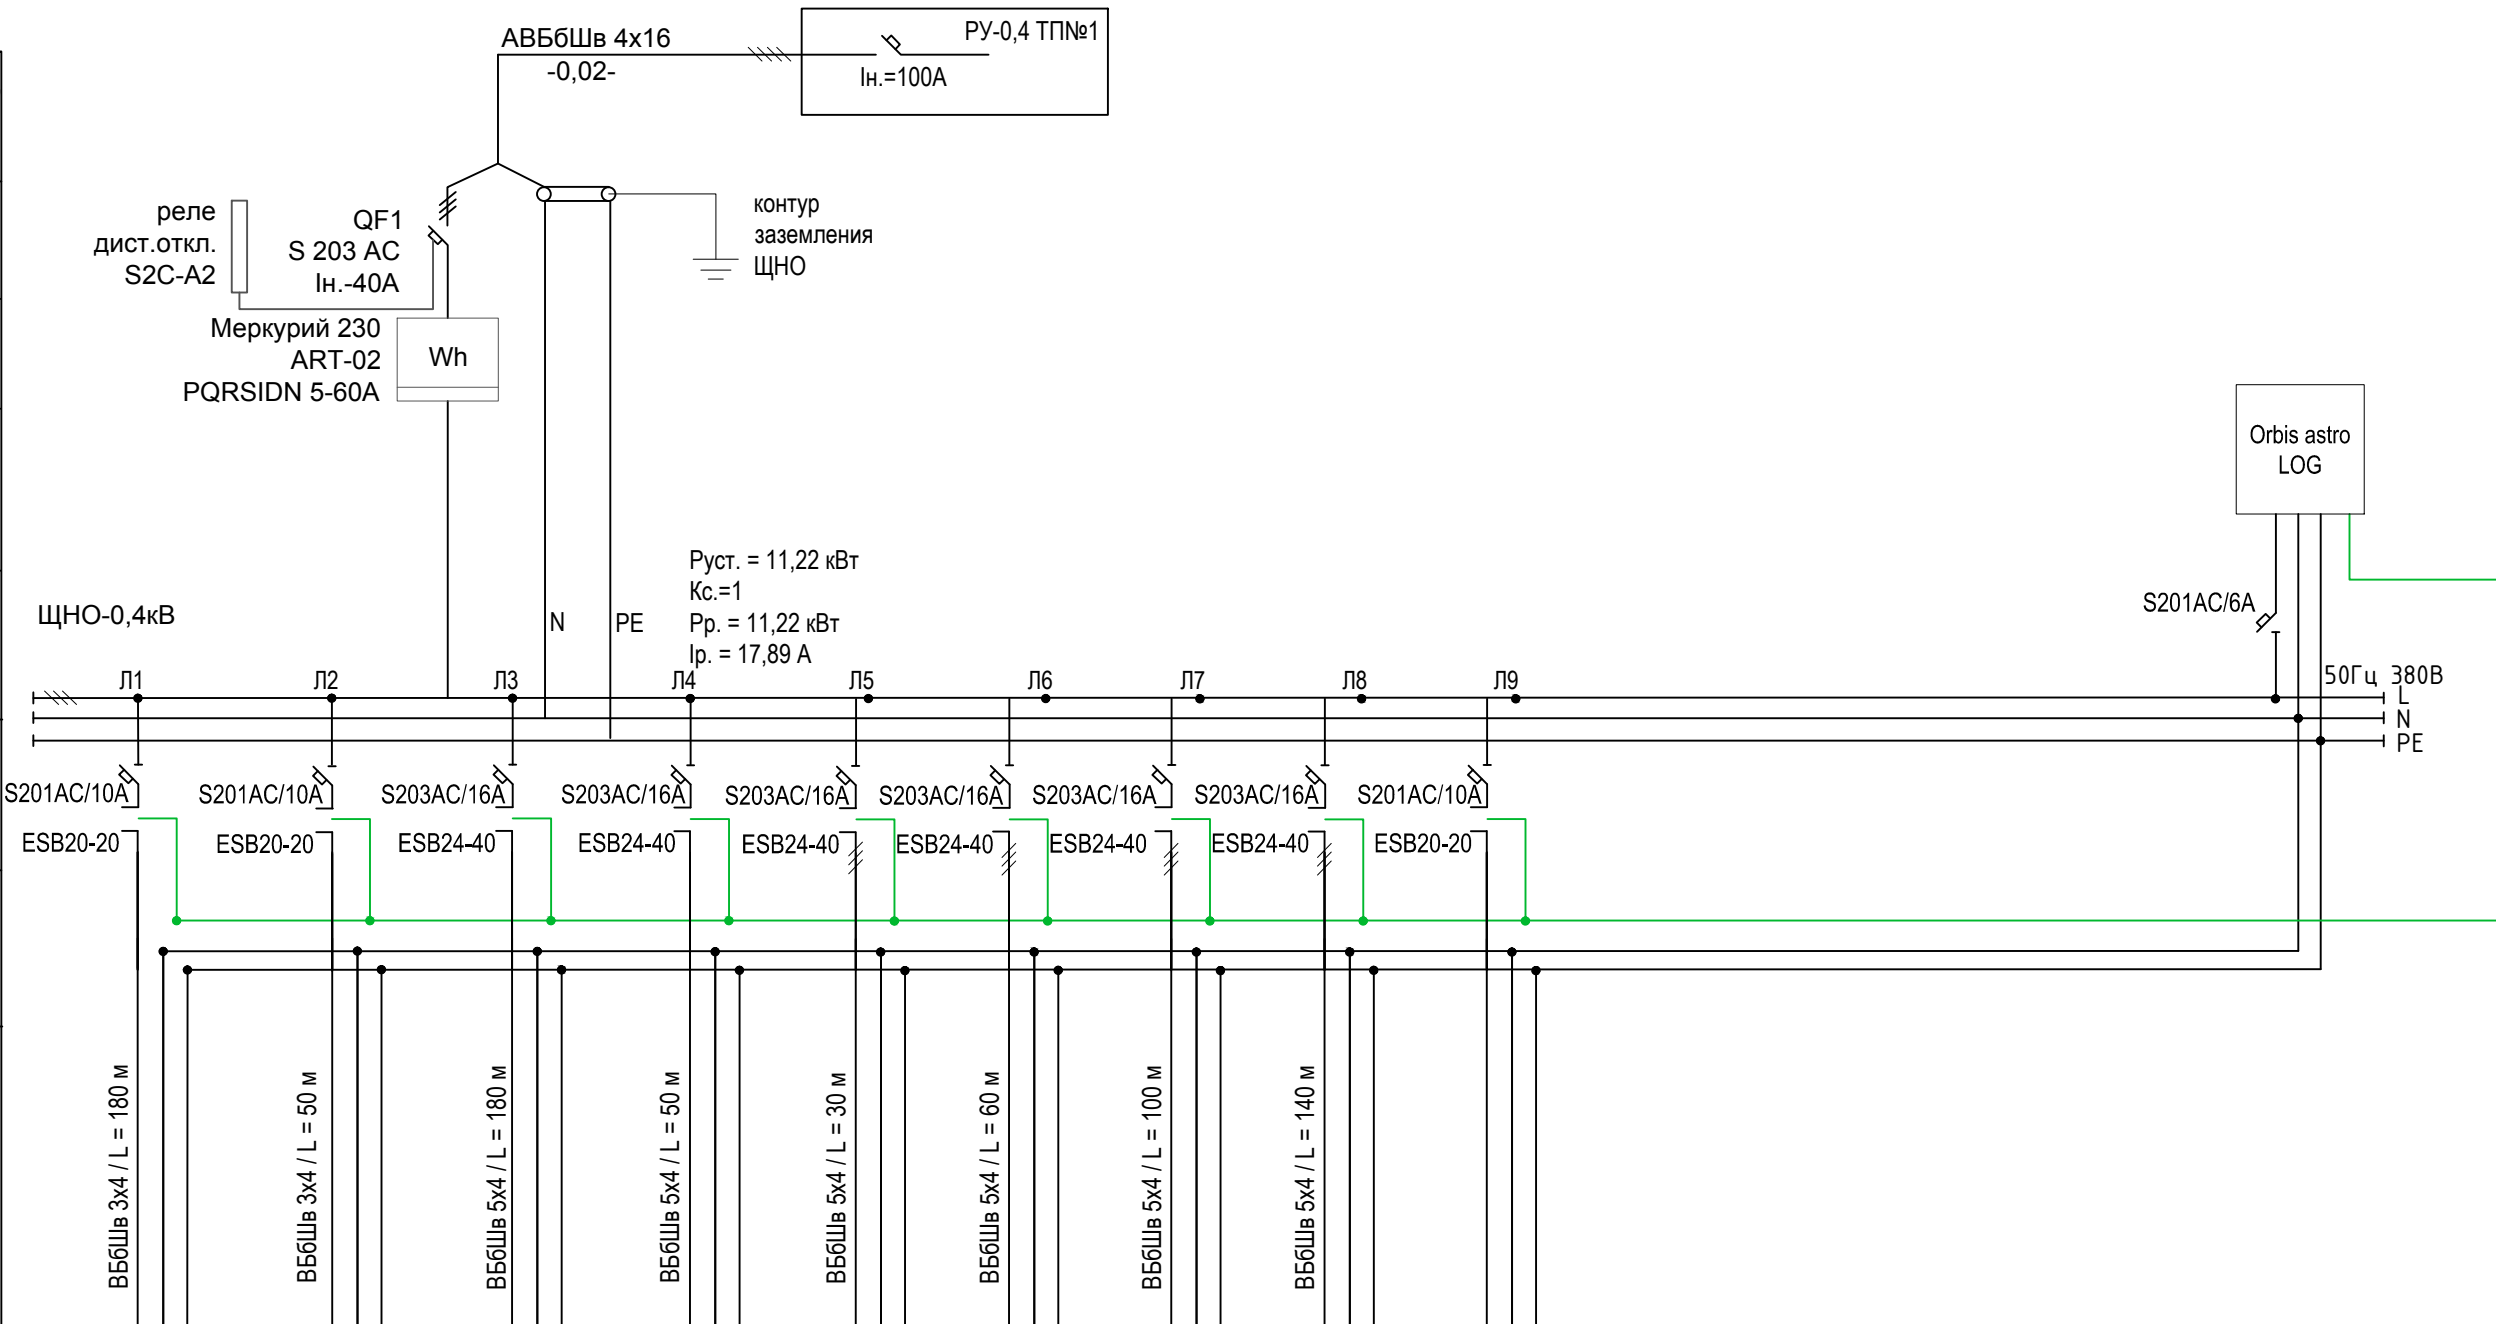 АВБбШв 4х16
-0,02-
РУ-0,4 ТП№1
Iн.=100А
реле
дист.откл.
S2C-A2
QF1
S 203 AC
Iн.-40А
контур
заземления
ЩНО
Меркурий 230
ART-02
PQRSIDN 5-60A
Wh
Orbis astro
LOG
S201AC/6A
ЩНО-0,4кВ
N
PE
Руст. = 11,22 кВт
Кс.=1
Рр. = 11,22 кВт
Iр. = 17,89 А
Л1
Л2
Л3
Л4
Л5
Л6
Л7
Л8
Л9
50Гц 380В
L
N
PE
S201AC/10A
S201AC/10A
S203AC/16A
S203AC/16A
S203AC/16A
S203AC/16A
S203AC/16A
S203AC/16A
S201AC/10A
ESB20-20
ESB20-20
ESB24-40
ESB24-40
ESB24-40
ESB24-40
ESB24-40
ESB24-40
ESB20-20
ВБбШв 3х4 / L = 180 м
ВБбШв 3х4 / L = 50 м
ВБбШв 5х4 / L = 180 м
ВБбШв 5х4 / L = 50 м
ВБбШв 5х4 / L = 30 м
ВБбШв 5х4 / L = 60 м
ВБбШв 5х4 / L = 100 м
ВБбШв 5х4 / L = 140 м